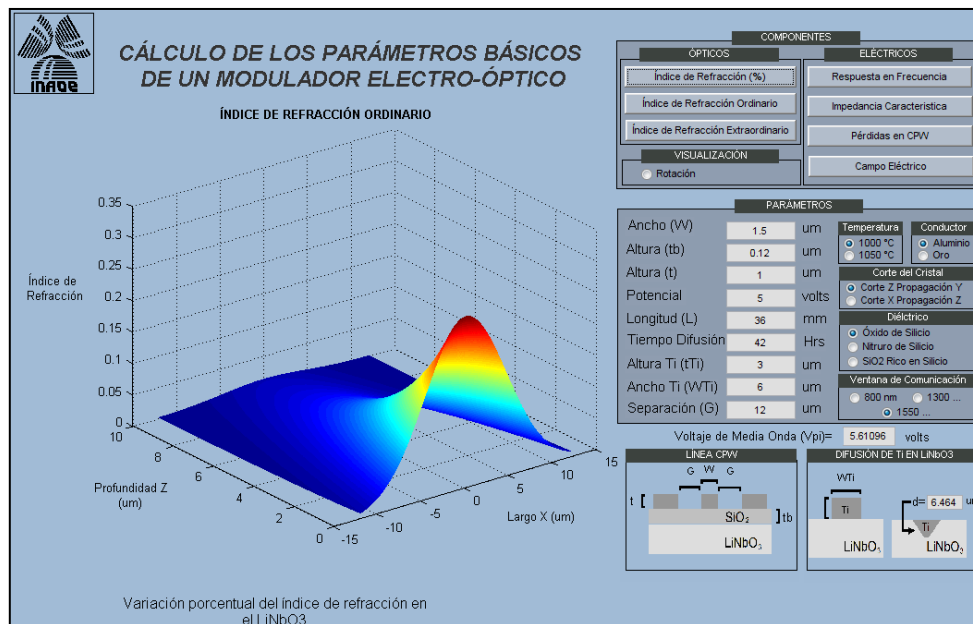 INAOE
CÁLCULO DE LOS PARÁMETROS BÁSICOS
DE UN MODULADOR ELECTRO-ÓPTICO
ÍNDICE DE REFRACCIÓN ORDINARIO
Índice de
Refracción
0.35
0.3
0.25
0.2
0.15
0.1
0.05
0
10
8
6
4
2
0
Profundidad Z
(um)
-15
-10
-5
0
5
10
15
Largo X (um)
Variación porcentual del índice de refracción en
el LiNbO3
COMPONENTES
ÓPTICOS
Índice de Refracción (%)
Índice de Refracción Ordinario
Índice de Refracción Extraordinario
VISUALIZACIÓN
Rotación
ELÉCTRICOS
Respuesta en Frecuencia
Impedancia Caracteristica
Pérdidas en CPW
Campo Eléctrico
PARÁMETROS
Ancho (W) 1.5 um
Altura (tb) 0.12 um
Altura (t) 1 um
Potencial 5 volts
Longitud (L) 36 mm
Tiempo Difusión 42 Hrs
Altura Ti (tTi) 3 um
Ancho Ti (WTi) 6 um
Separación (G) 12 um
Temperatura
1000 °C
1050 °C
Conductor
Aluminio
Oro
Corte del Cristal
Corte Z Propagación Y
Corte X Propagación Z
Diélctrico
Óxido de Silicio
Nitruro de Silicio
SiO2 Rico en Silicio
Ventana de Comunicación
800 nm 1300 ...
1550 ...
Voltaje de Media Onda (Vpi)= 5.61096 volts
LÍNEA CPW
G W G
t
SiO₂
tb
LiNbO₃
DIFUSIÓN DE Ti EN LiNbO3
WTi
Ti
LiNbO₃
d= 6.464 um
Ti
LiNbO₃